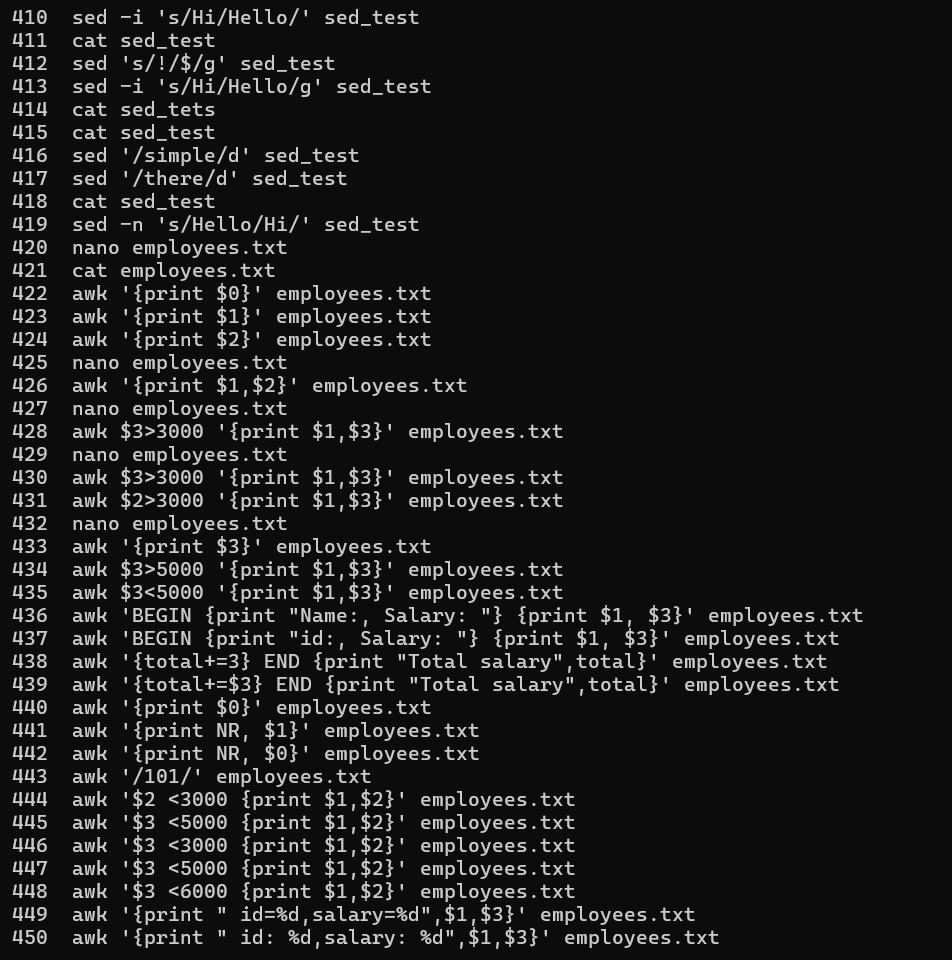 410  sed -i 's/Hi/Hello/' sed_test
411  cat sed_test
412  sed 's/!/$/g' sed_test
413  sed -i 's/Hi/Hello/g' sed_test
414  cat sed_tets
415  cat sed_test
416  sed '/simple/d' sed_test
417  sed '/there/d' sed_test
418  cat sed_test
419  sed -n 's/Hello/Hi/' sed_test
420  nano employees.txt
421  cat employees.txt
422  awk '{print $0}' employees.txt
423  awk '{print $1}' employees.txt
424  awk '{print $2}' employees.txt
425  nano employees.txt
426  awk '{print $1,$2}' employees.txt
427  nano employees.txt
428  awk $3>3000 '{print $1,$3}' employees.txt
429  nano employees.txt
430  awk $3>3000 '{print $1,$3}' employees.txt
431  awk $2>3000 '{print $1,$3}' employees.txt
432  nano employees.txt
433  awk '{print $3}' employees.txt
434  awk $3>5000 '{print $1,$3}' employees.txt
435  awk $3<5000 '{print $1,$3}' employees.txt
436  awk 'BEGIN {print "Name:, Salary: "} {print $1, $3}' employees.txt
437  awk 'BEGIN {print "id:, Salary: "} {print $1, $3}' employees.txt
438  awk '{total+=3} END {print "Total salary",total}' employees.txt
439  awk '{total+=$3} END {print "Total salary",total}' employees.txt
440  awk '{print $0}' employees.txt
441  awk '{print NR, $1}' employees.txt
442  awk '{print NR, $0}' employees.txt
443  awk '/101/' employees.txt
444  awk '$2 <3000 {print $1,$2}' employees.txt
445  awk '$3 <5000 {print $1,$2}' employees.txt
446  awk '$3 <3000 {print $1,$2}' employees.txt
447  awk '$3 <5000 {print $1,$2}' employees.txt
448  awk '$3 <6000 {print $1,$2}' employees.txt
449  awk '{print " id=%d,salary=%d",$1,$3}' employees.txt
450  awk '{print " id: %d,salary: %d",$1,$3}' employees.txt